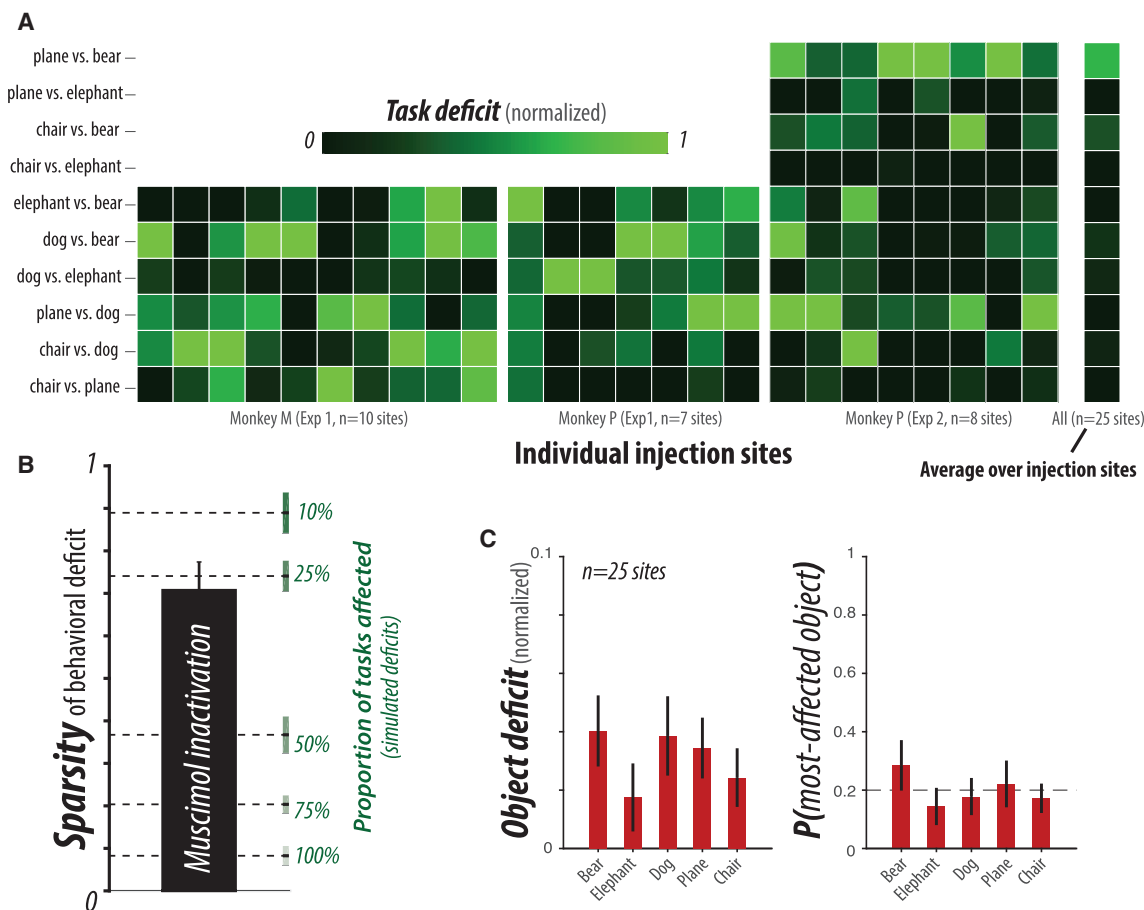 A
plane vs. bear
plane vs. elephant
chair vs. bear
chair vs. elephant
elephant vs. bear
dog vs. bear
dog vs. elephant
plane vs. dog
chair vs. dog
chair vs. plane
Task deficit (normalized)
0
1
Monkey M (Exp 1, n=10 sites)
Monkey P (Exp1, n=7 sites)
Monkey P (Exp 2, n=8 sites)
All (n=25 sites)
Individual injection sites
Average over injection sites
B
1
0
Sparsity of behavioral deficit
Muscimol inactivation
10%
25%
50%
75%
100%
Proportion of tasks affected
(simulated deficits)
C
Object deficit (normalized)
0.1
0
n=25 sites
Bear
Elephant
Dog
Plane
Chair
P(most-affected object)
1
0.8
0.6
0.4
0.2
0
Bear
Elephant
Dog
Plane
Chair